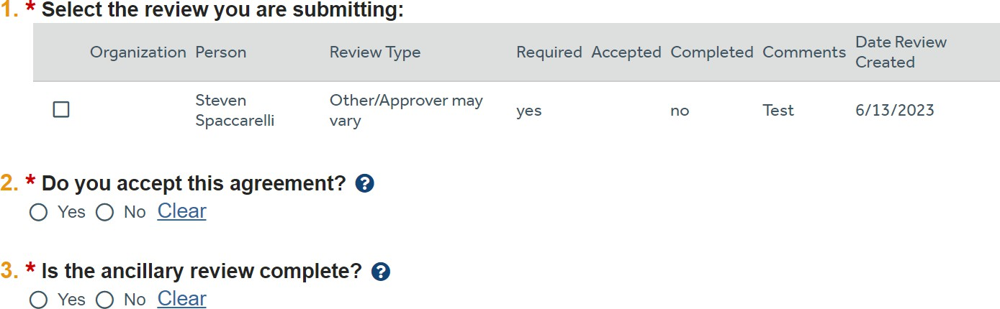 1. * Select the review you are submitting:
Organization Person Review Type Required Accepted Completed Comments Date Review Created
Steven Spaccarelli Other/Approver may vary yes no Test 6/13/2023
2. * Do you accept this agreement? ?
Yes No Clear
3. * Is the ancillary review complete? ?
Yes No Clear